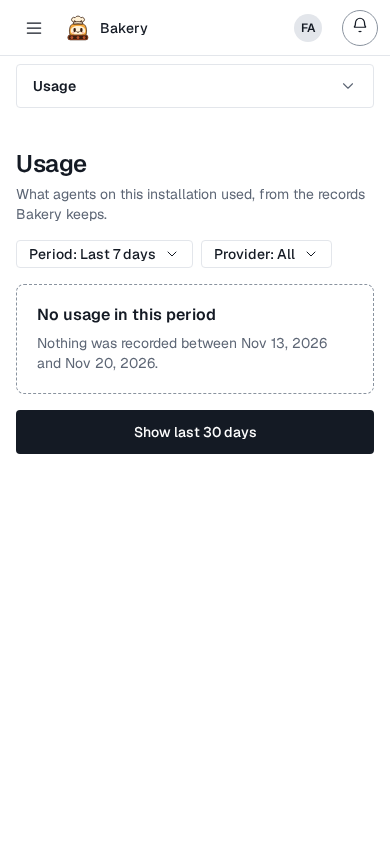 Bakery
FA
Usage
Usage
What agents on this installation used, from the records
Bakery keeps.
Period: Last 7 days
Provider: All
No usage in this period
Nothing was recorded between Nov 13, 2026
and Nov 20, 2026.
Show last 30 days